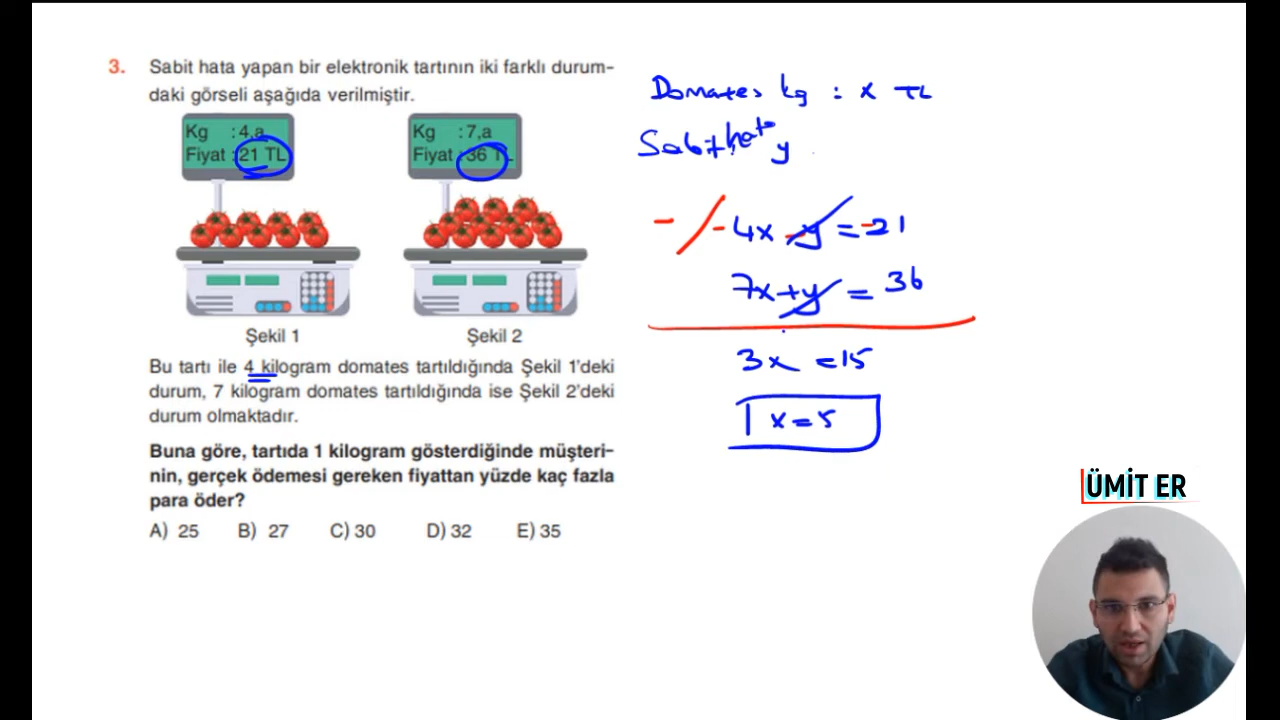 3. Sabit hata yapan bir elektronik tartının iki farklı durum-
daki görseli aşağıda verilmiştir.
Kg : 4,a
Fiyat : 21 TL
Kg : 7,a
Fiyat : 36 TL
Şekil 1
Şekil 2
Bu tartı ile 4 kilogram domates tartıldığında Şekil 1'deki
durum, 7 kilogram domates tartıldığında ise Şekil 2'deki
durum olmaktadır.
Buna göre, tartıda 1 kilogram gösterdiğinde müşteri-
nin, gerçek ödemesi gereken fiyattan yüzde kaç fazla
para öder?
A) 25 B) 27 C) 30 D) 32 E) 35
Domates kg : x TL
Sabit hata y
-/ -4x - y = -21
7x + y = 36
3x = 15
x = 5
ÜMİT ER